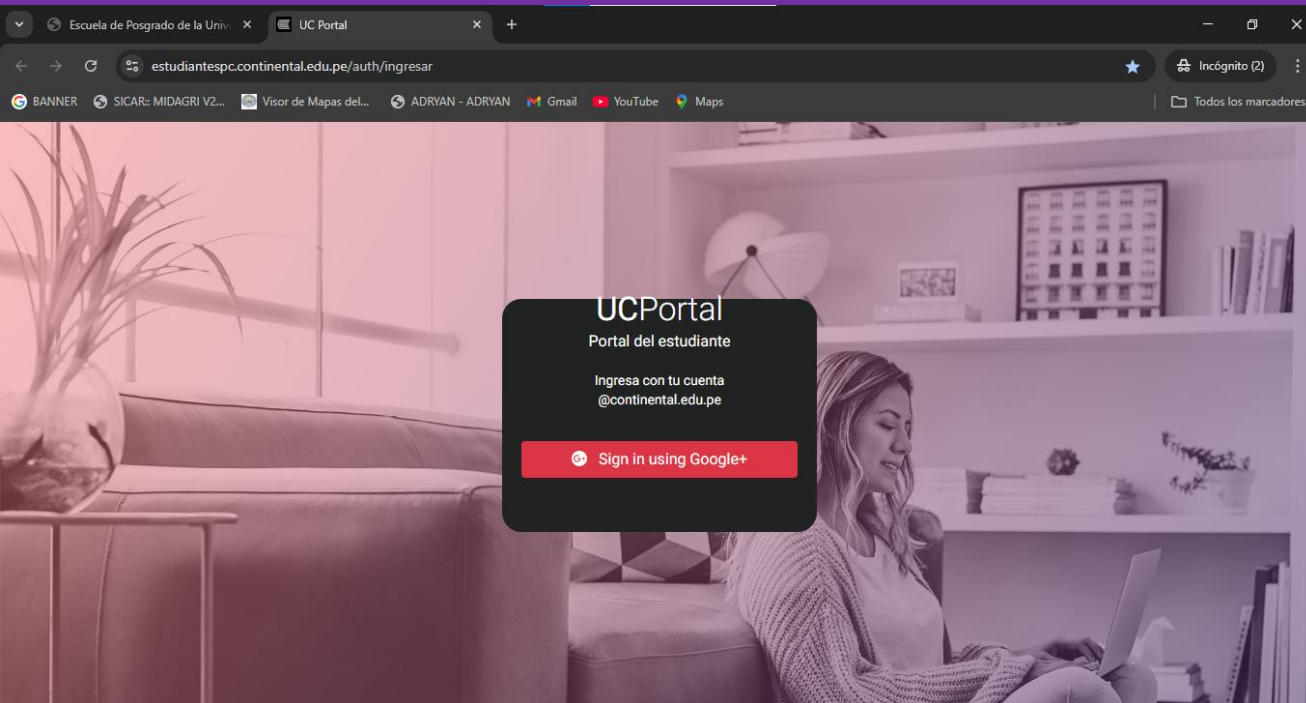 Escuela de Posgrado de la Univ
UC Portal
estudiantespc.continental.edu.pe/auth/ingresar
Incógnito (2)
BANNER
SICAR:: MIDAGRI V2...
Visor de Mapas del...
ADRYAN - ADRYAN
Gmail
YouTube
Maps
Todos los marcadores
UCPortal
Portal del estudiante
Ingresa con tu cuenta
@continental.edu.pe
G+ Sign in using Google+